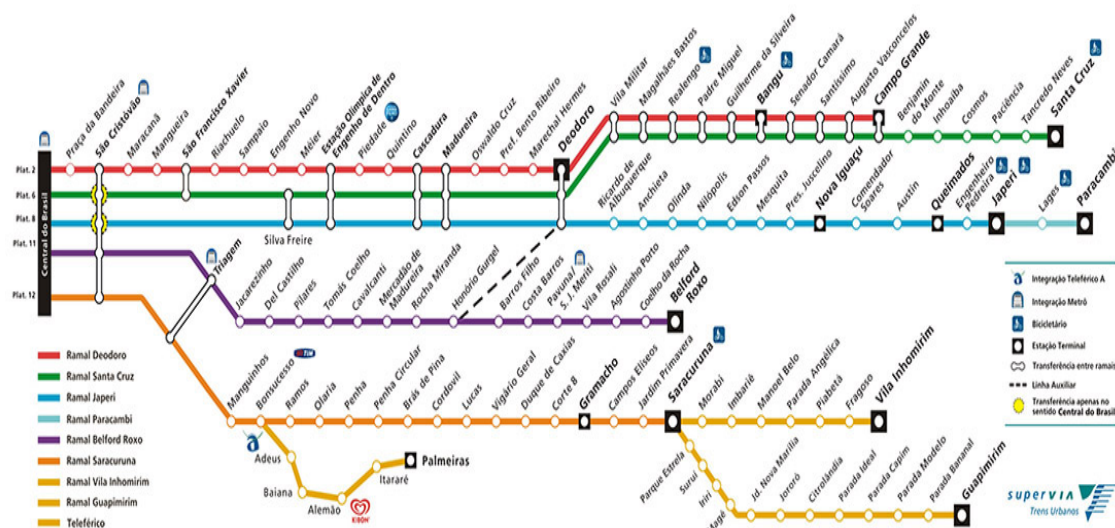 Praça da Bandeira
São Cristóvão
Maracanã
Mangueira
São Francisco Xavier
Riachuelo
Sampaio
Engenho Novo
Méier
Estação Olímpica de
Engenho de Dentro
Piedade
Quintino
Cascadura
Madureira
Oswaldo Cruz
Pref. Bento Ribeiro
Marechal Hermes
Deodoro
Vila Militar
Magalhães Bastos
Realengo
Padre Miguel
Guilherme da Silveira
Bangu
Senador Camará
Santíssimo
Augusto Vasconcelos
Campo Grande
Benjamin
do Monte
Inhoaíba
Cosmos
Paciência
Tancredo Neves
Santa Cruz
Central do Brasil
Plat. 2
Plat. 6
Plat. 8
Plat. 11
Plat. 12
Silva Freire
Ricardo de
Albuquerque
Anchieta
Olinda
Nilópolis
Edson Passos
Mesquita
Pres. Juscelino
Nova Iguaçu
Comendador
Soares
Austin
Queimados
Engenheiro
Pedreira
Japeri
Lages
Paracambi
Triagem
Jacarezinho
Del Castilho
Pilares
Tomás Coelho
Cavalcanti
Mercadão de
Madureira
Rocha Miranda
Honório Gurgel
Barros Filho
Costa Barros
Pavuna/
S. J. Meriti
Vila Rosali
Agostinho Porto
Coelho da Rocha
Belford
Roxo
Manguinhos
Bonsucesso
TIM
Ramos
Olaria
Penha
Penha Circular
Brás de Pina
Cordovil
Lucas
Vigário Geral
Duque de Caxias
Corte 8
Gramacho
Campos Elíseos
Jardim Primavera
Saracuruna
Morabi
Imbariê
Manoel Belo
Parada Angélica
Piabetá
Fragoso
Vila Inhomirim
Adeus
Baiana
Alemão
KIBON
Itararé
Palmeiras
Parque Estrela
Suruí
Iriri
Magé
Jd. Nova Marília
Jororó
Citrolândia
Parada Ideal
Parada Capim
Parada Modelo
Parada Bananal
Guapimirim
Ramal Deodoro
Ramal Santa Cruz
Ramal Japeri
Ramal Paracambi
Ramal Belford Roxo
Ramal Saracuruna
Ramal Vila Inhomirim
Ramal Guapimirim
Teleférico
Integração Teleférico A
Integração Metrô
Bicicletário
Estação Terminal
Transferência entre ramais
Linha Auxiliar
Transferência apenas no
sentido Central do Brasil
superVIA
Trens Urbanos